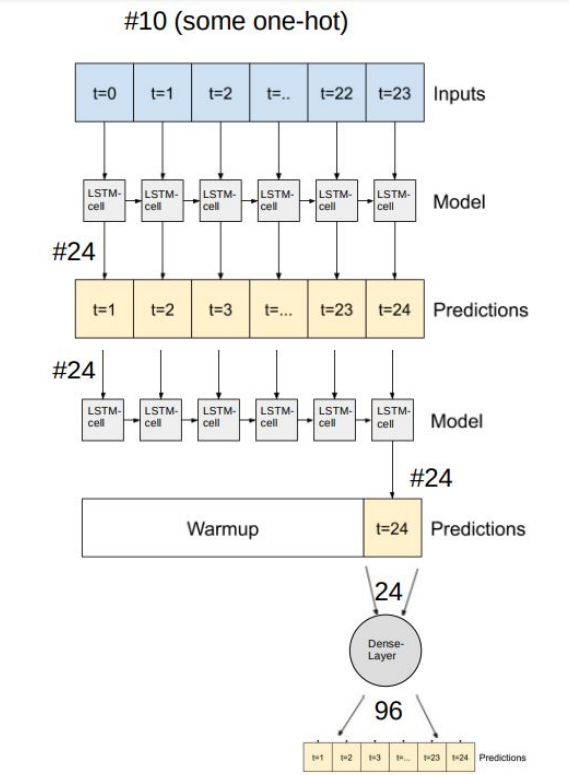 #10 (some one-hot)
t=0 t=1 t=2 t=.. t=22 t=23 Inputs
LSTM- LSTM- LSTM- LSTM- LSTM- LSTM-
cell cell cell cell cell cell
Model
#24
t=1 t=2 t=3 t=... t=23 t=24 Predictions
#24
LSTM- LSTM- LSTM- LSTM- LSTM- LSTM-
cell cell cell cell cell cell
Model
#24
Warmup t=24 Predictions
24
Dense-
Layer
96
t=1 t=2 t=3 t=... t=23 t=24 Predictions